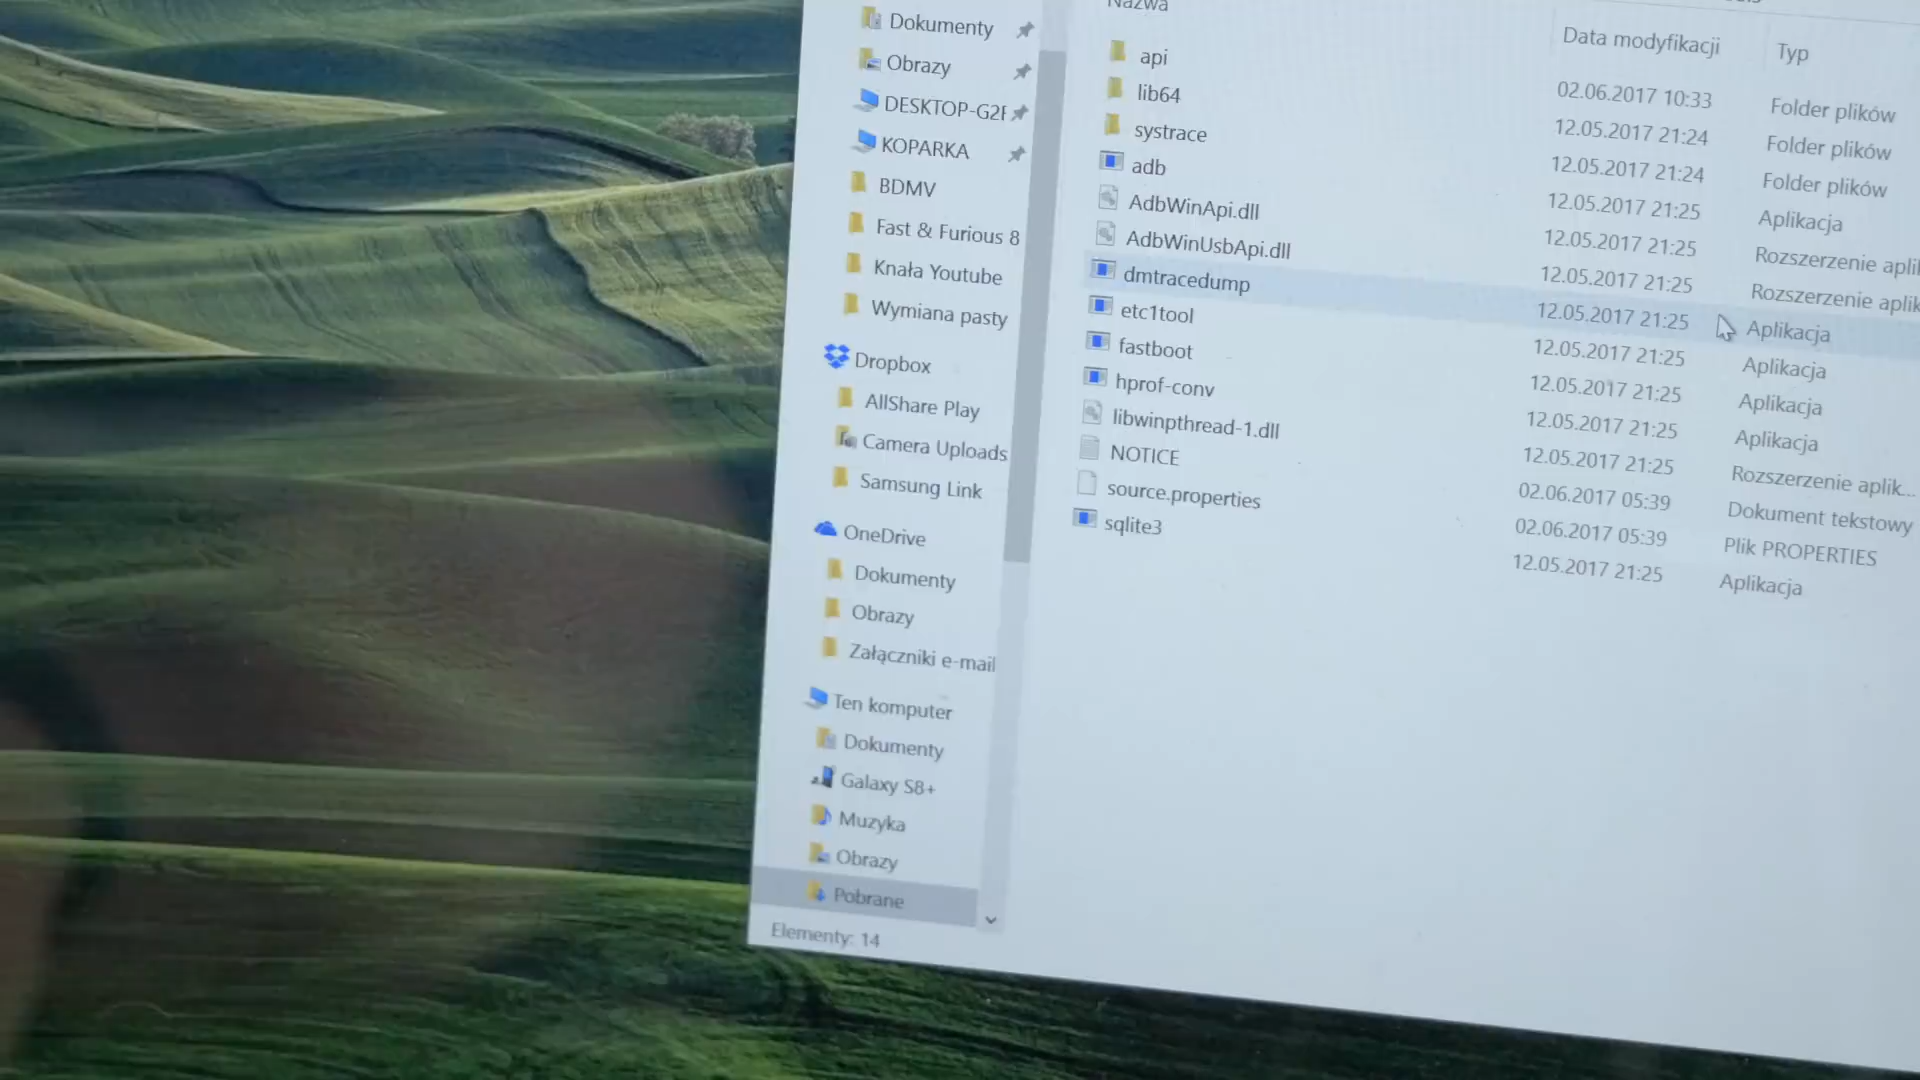 Nazwa
Data modyfikacji
Typ
Dokumenty
Obrazy
DESKTOP-G2
KOPARKA
BDMV
Fast & Furious 8
Knała Youtube
Wymiana pasty
Dropbox
AllShare Play
Camera Uploads
Samsung Link
OneDrive
Dokumenty
Obrazy
Załączniki e-mail
Ten komputer
Dokumenty
Galaxy S8+
Muzyka
Obrazy
Pobrane
Elementy: 14
api 02.06.2017 10:33 Folder plików
lib64 12.05.2017 21:24 Folder plików
systrace 12.05.2017 21:24 Folder plików
adb 12.05.2017 21:25 Aplikacja
AdbWinApi.dll 12.05.2017 21:25 Rozszerzenie apli
AdbWinUsbApi.dll 12.05.2017 21:25 Rozszerzenie aplik
dmtracedump 12.05.2017 21:25 Aplikacja
etc1tool 12.05.2017 21:25 Aplikacja
fastboot 12.05.2017 21:25 Aplikacja
hprof-conv 12.05.2017 21:25 Aplikacja
libwinpthread-1.dll 12.05.2017 21:25 Rozszerzenie aplik...
NOTICE 02.06.2017 05:39 Dokument tekstowy
source.properties 02.06.2017 05:39 Plik PROPERTIES
sqlite3 12.05.2017 21:25 Aplikacja